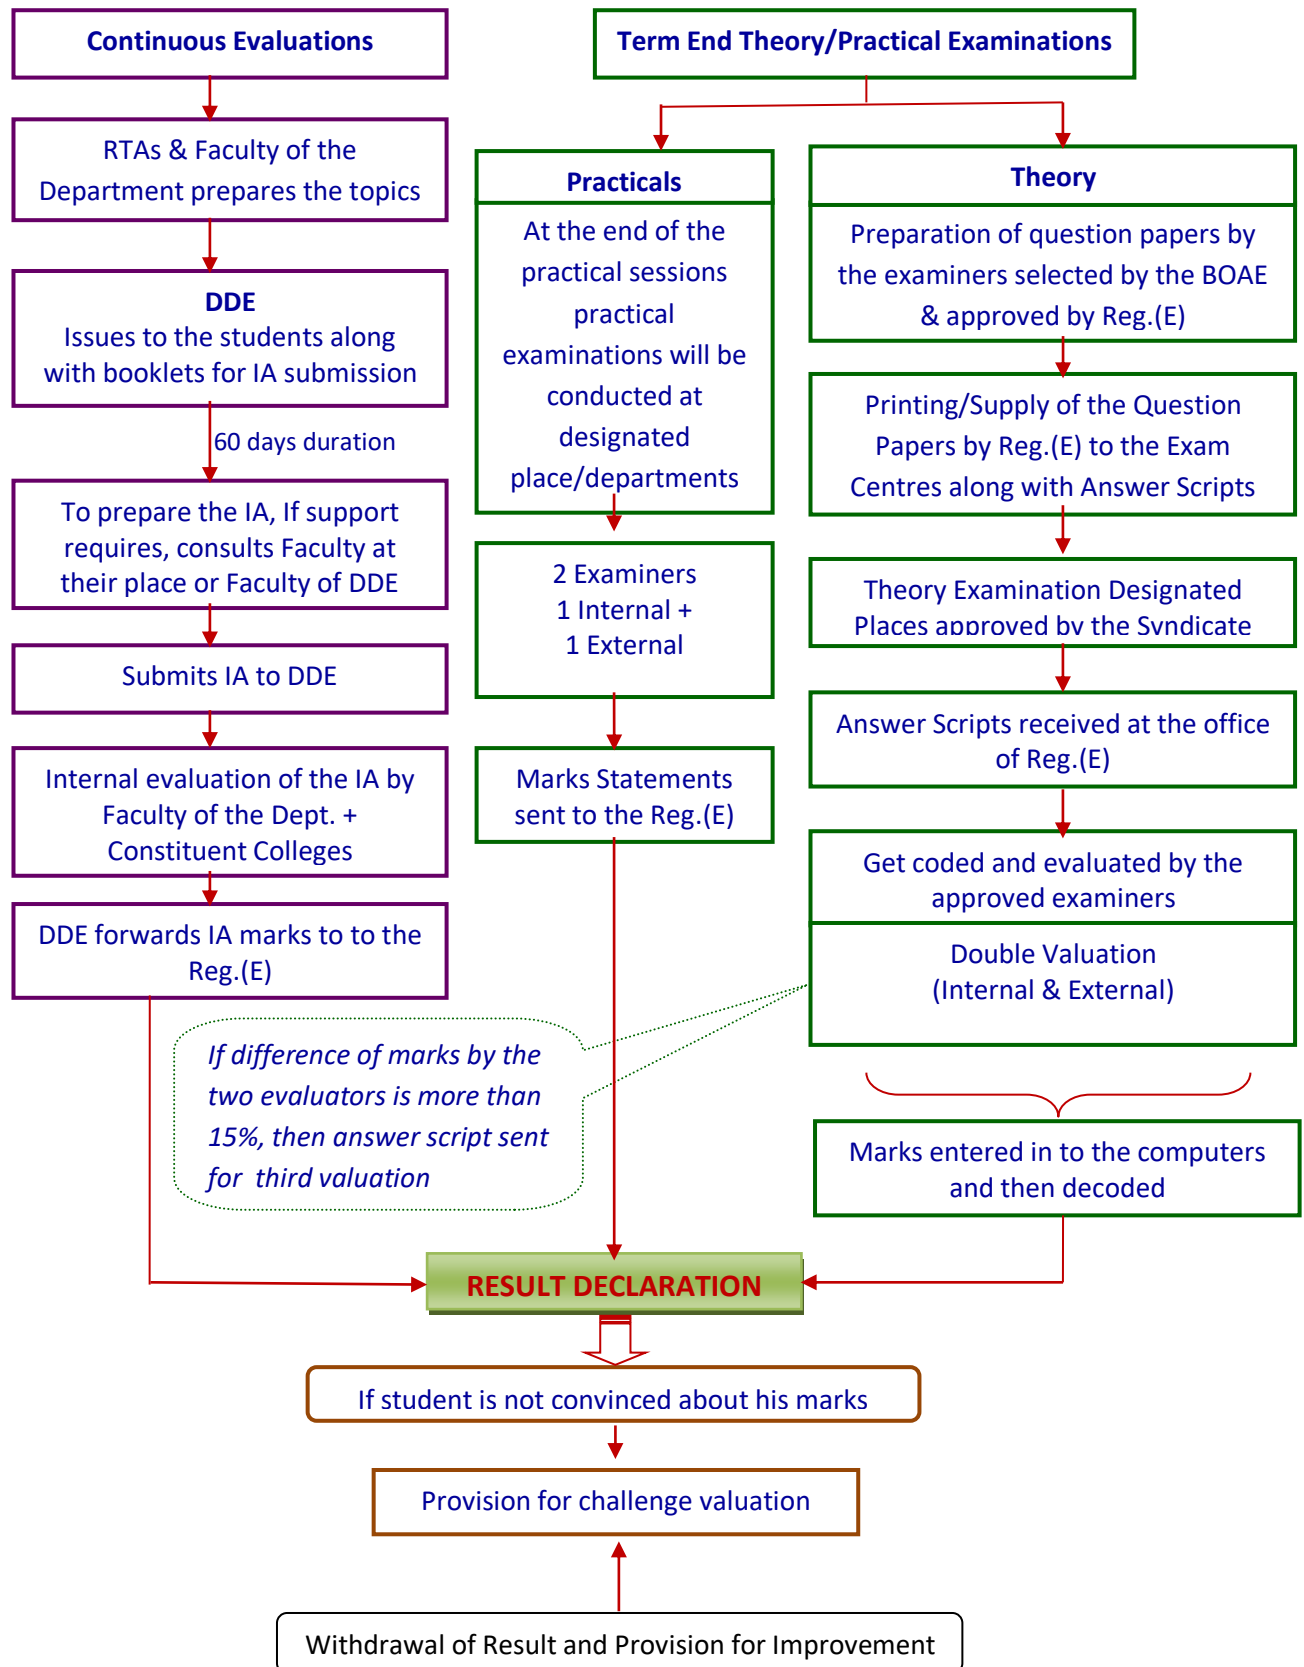 Continuous Evaluations
RTAs & Faculty of the
Department prepares the topics
DDE
Issues to the students along
with booklets for IA submission
60 days duration
To prepare the IA, If support
requires, consults Faculty at
their place or Faculty of DDE
Submits IA to DDE
Internal evaluation of the IA by
Faculty of the Dept. +
Constituent Colleges
DDE forwards IA marks to to the
Reg.(E)
Term End Theory/Practical Examinations
Practicals
At the end of the
practical sessions
practical
examinations will be
conducted at
designated
place/departments
2 Examiners
1 Internal +
1 External
Marks Statements
sent to the Reg.(E)
Theory
Preparation of question papers by
the examiners selected by the BOAE
& approved by Reg.(E)
Printing/Supply of the Question
Papers by Reg.(E) to the Exam
Centres along with Answer Scripts
Theory Examination Designated
Places approved by the Syndicate
Answer Scripts received at the office
of Reg.(E)
Get coded and evaluated by the
approved examiners
Double Valuation
(Internal & External)
If difference of marks by the
two evaluators is more than
15%, then answer script sent
for third valuation
Marks entered in to the computers
and then decoded
RESULT DECLARATION
If student is not convinced about his marks
Provision for challenge valuation
Withdrawal of Result and Provision for Improvement